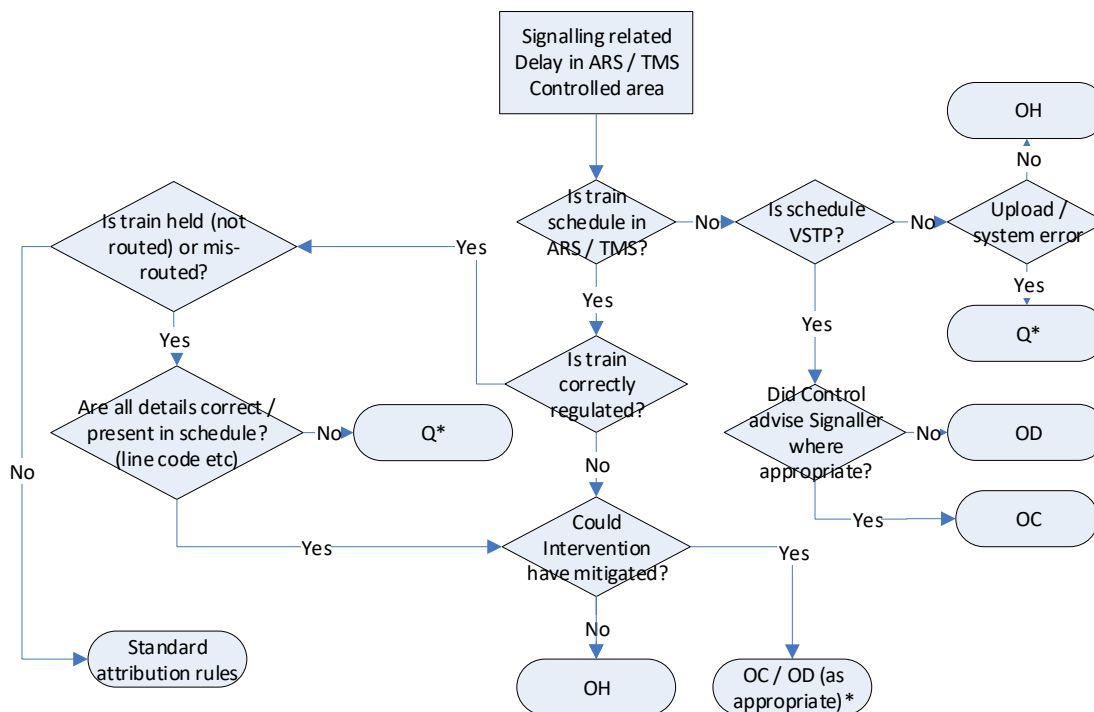 Signalling related
Delay in ARS / TMS
Controlled area
OH
No
Is train held (not
routed) or mis-
routed?
Yes
Is train
schedule in
ARS / TMS?
No
Is schedule
VSTP?
No
Upload /
system error
Yes
Yes
Yes
Yes
Q*
Is train
correctly
regulated?
Are all details correct /
present in schedule?
(line code etc)
No
Q*
Did Control
advise Signaller
where
appropriate?
No
OD
No
No
Yes
OC
Yes
Could
Intervention
have mitigated?
Yes
No
Standard
attribution rules
OH
OC / OD (as
appropriate)*